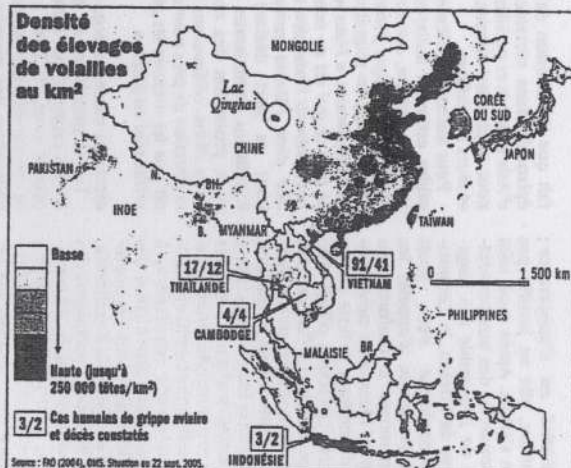 Densité
des élevages
de volailles
au km²
MONGOLIE
Lac
Qinghai
CORÉE
DU SUD
CHINE
JAPON
PAKISTAN
N.
BH.
INDE
B.
MYANMAR
TAÏWAN
Basse
17/12
THAÏLANDE
91/41
VIETNAM
0 1 500 km
4/4
CAMBODGE
PHILIPPINES
MALAISIE
BR.
Haute (jusqu'à
250 000 têtes/km²)
S.
3/2
Cas humains de grippe aviaire
et décès constatés
3/2
INDONÉSIE
Source : FAO (2004), OMS. Situation au 22 sept. 2005.